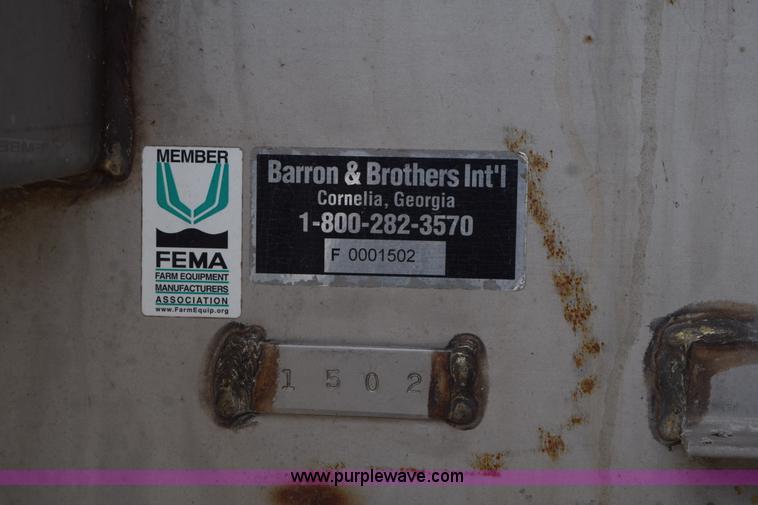 MEMBER
FEMA
FARM EQUIPMENT
MANUFACTURERS
ASSOCIATION
www.FarmEquip.org
Barron & Brothers Int'l
Cornelia, Georgia
1-800-282-3570
F 0001502
1502
www.purplewave.com